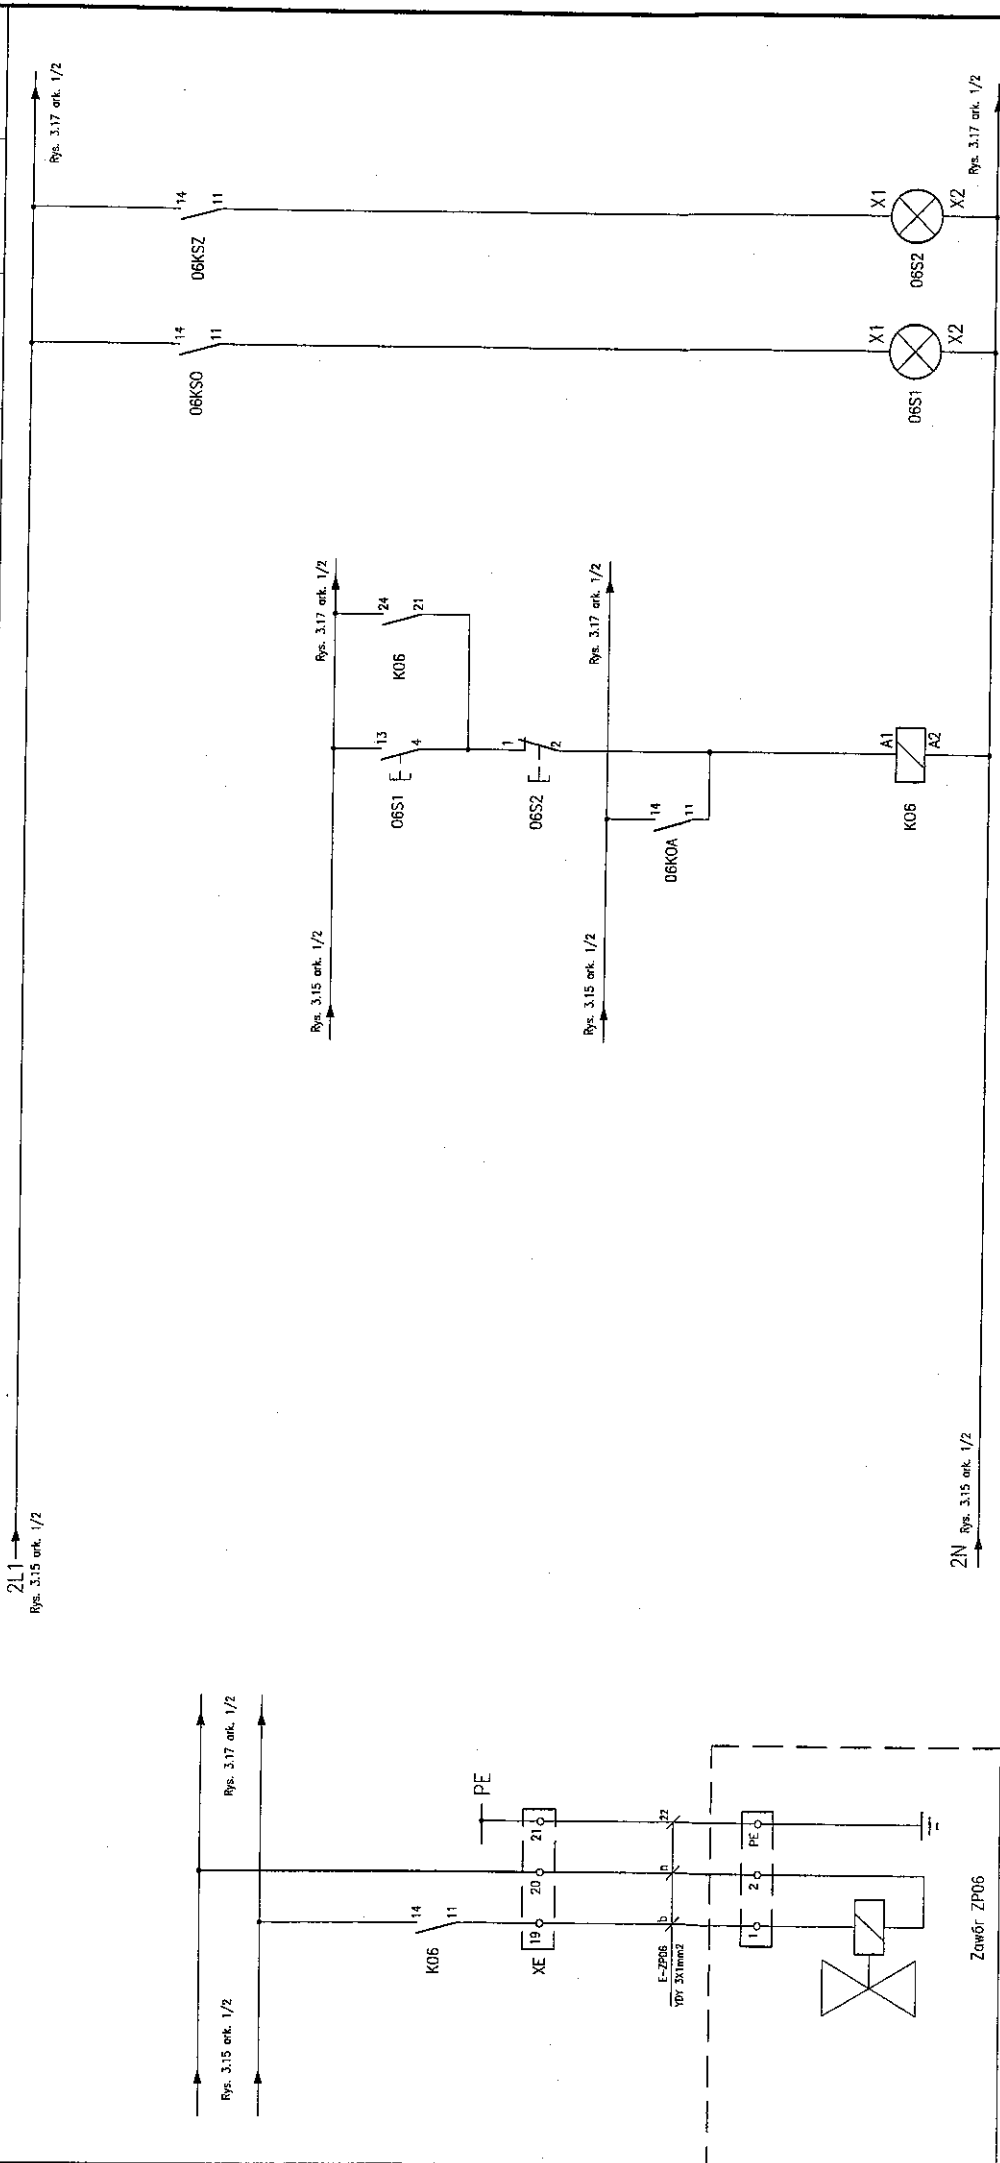 2L1
Rys. 3.15 ark. 1/2
Rys. 3.17 ark. 1/2
14
11
06KSZ
X1
X2
06S2
14
11
06KSO
X1
X2
06S1
Rys. 3.15 ark. 1/2
Rys. 3.17 ark. 1/2
24
21
K06
13
4
06S1
1
2
06S2
Rys. 3.15 ark. 1/2
Rys. 3.17 ark. 1/2
14
11
06KOA
A1
A2
K06
2N
Rys. 3.15 ark. 1/2
Rys. 3.17 ark. 1/2
Rys. 3.15 ark. 1/2
Rys. 3.17 ark. 1/2
14
11
K06
PE
19
20
21
XE
b
n
22
E-ZP06
YDY 3X1mm2
1
2
PE
Zawór ZP06